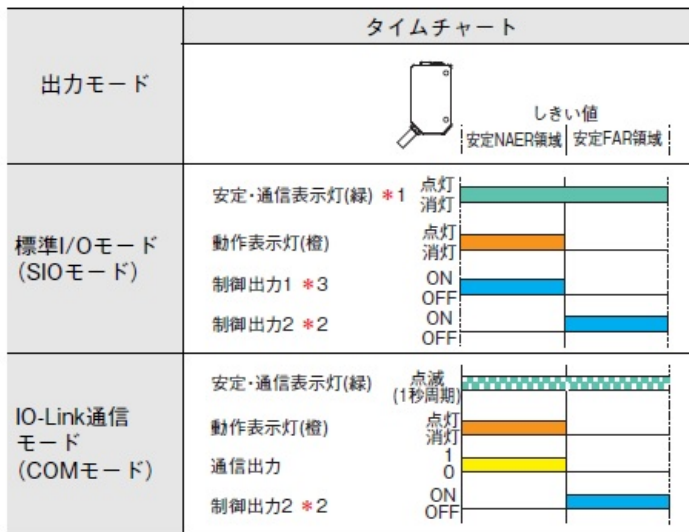 タイムチャート
出力モード
しきい値
安定NAER領域 安定FAR領域
標準I/Oモード
(SIOモード)
安定・通信表示灯(緑) *1 点灯
消灯
動作表示灯(橙) 点灯
消灯
制御出力1 *3 ON
OFF
制御出力2 *2 ON
OFF
IO-Link通信
モード
(COMモード)
安定・通信表示灯(緑) 点滅
(1秒周期)
動作表示灯(橙) 点灯
消灯
通信出力 1
0
制御出力2 *2 ON
OFF